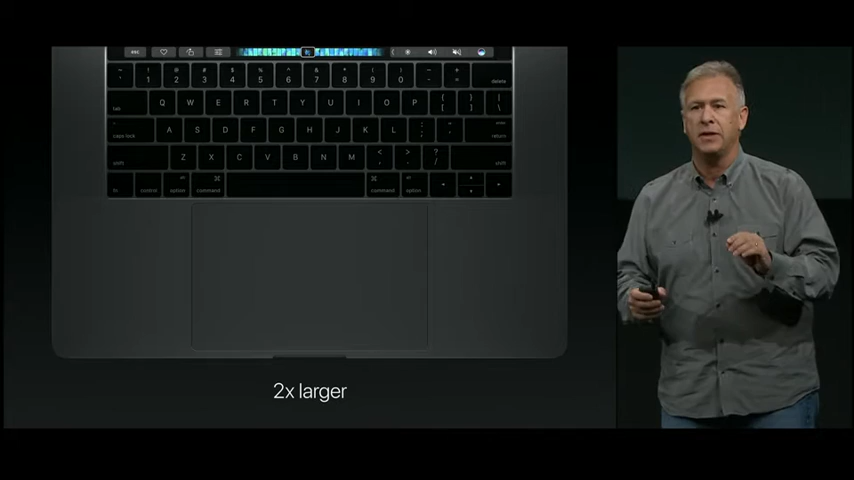 esc
~ ! @ # $ % ^ & * ( ) _ +
` 1 2 3 4 5 6 7 8 9 0 - = delete
tab Q W E R T Y U I O P { [ } ] | \
caps lock A S D F G H J K L : ; " ' return
shift Z X C V B N M < , > . ? / shift
fn control option command command option
2x larger